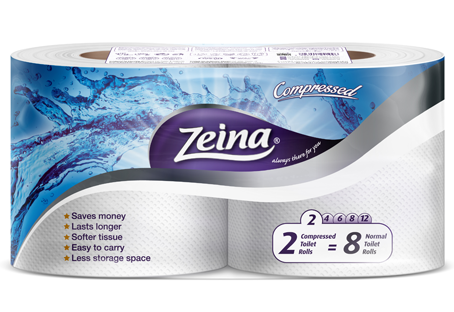 Compressed
Zeina®
always there for you
★ Saves money
★ Lasts longer
★ Softer tissue
★ Easy to carry
★ Less storage space
2 4 6 8 12
2 Compressed Toilet Rolls = 8 Normal Toilet Rolls